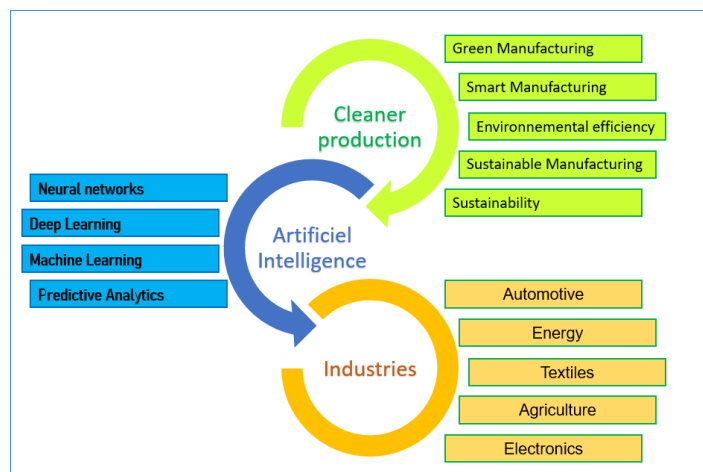 Green Manufacturing
Smart Manufacturing
Cleaner
production
Environnemental efficiency
Sustainable Manufacturing
Sustainability
Neural networks
Deep Learning
Machine Learning
Predictive Analytics
Artificiel
Intelligence
Industries
Automotive
Energy
Textiles
Agriculture
Electronics